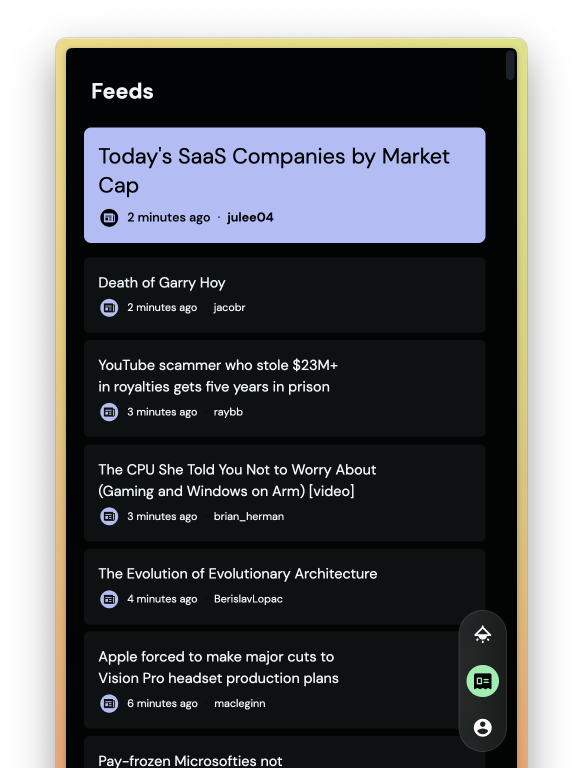 Feeds
Today's SaaS Companies by Market
Cap
2 minutes ago · julee04
Death of Garry Hoy
2 minutes ago jacobr
YouTube scammer who stole $23M+
in royalties gets five years in prison
3 minutes ago raybb
The CPU She Told You Not to Worry About
(Gaming and Windows on Arm) [video]
3 minutes ago brian_herman
The Evolution of Evolutionary Architecture
4 minutes ago BerislavLopac
Apple forced to make major cuts to
Vision Pro headset production plans
6 minutes ago macleginn
Pay-frozen Microsofties not